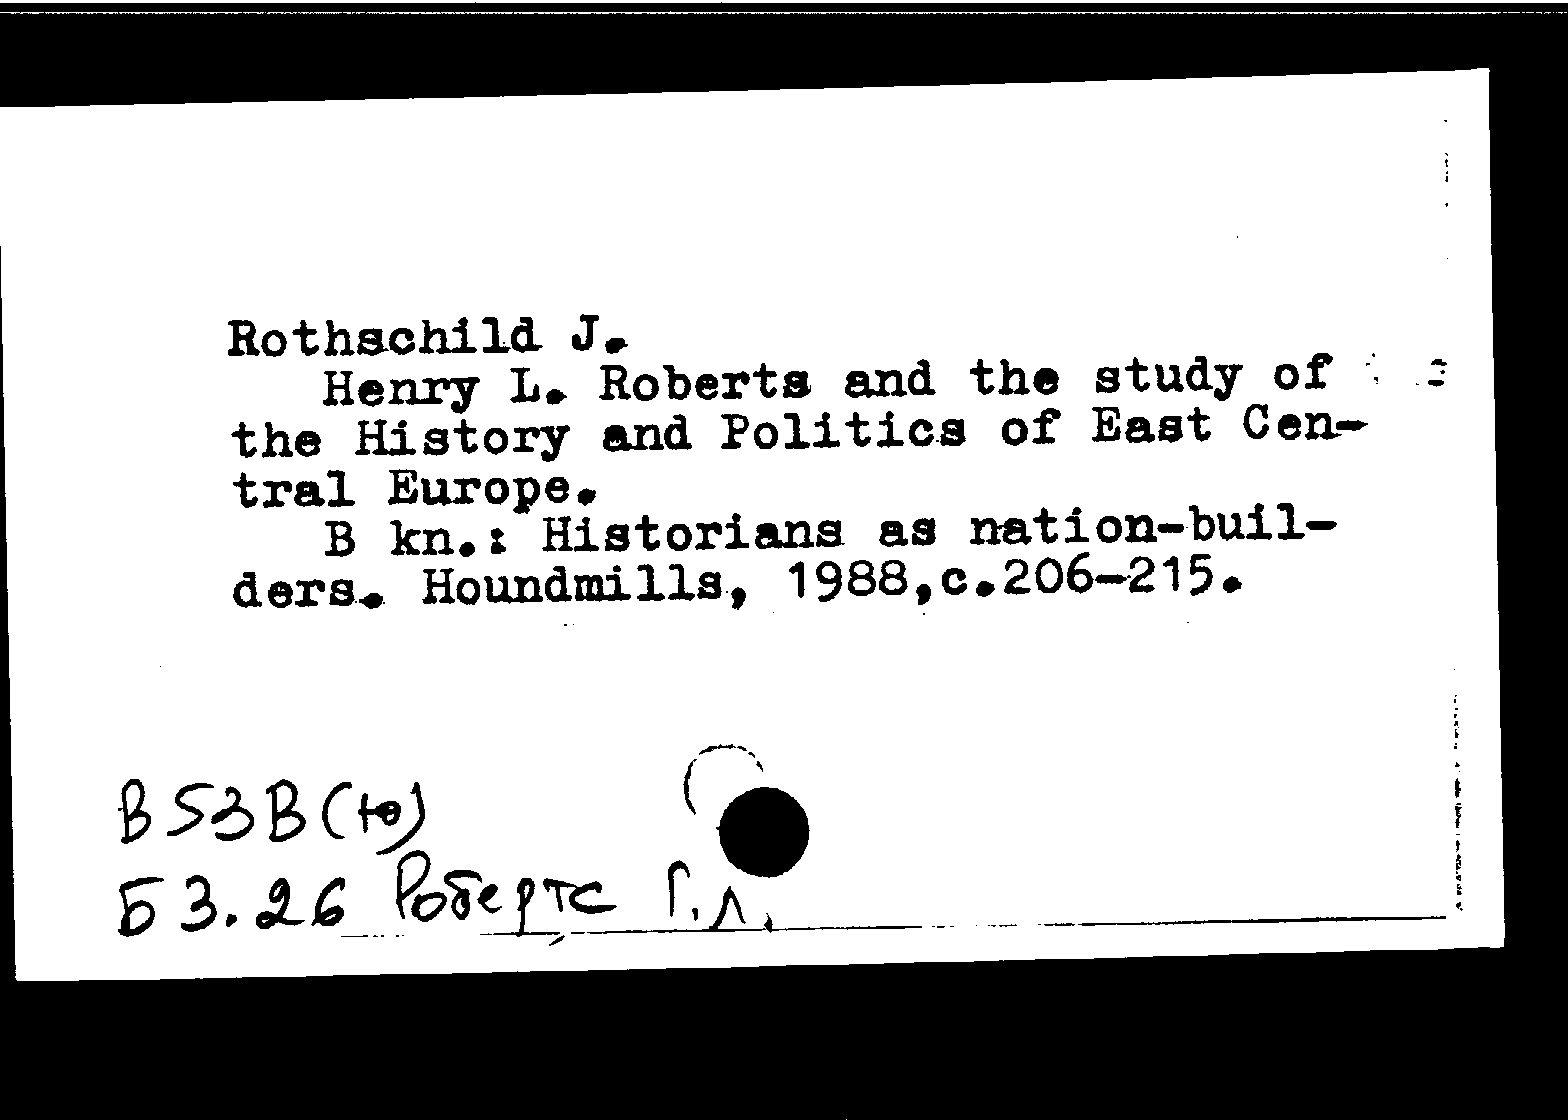 Rothschild J.
Henry L. Roberts and the study of
the History and Politics of East Cen-
tral Europe.
B kn.: Historians as nation-buil-
ders. Houndmills, 1988,c.206-215.
В53В(ю)
Б3.26 Робертс Г.Л.